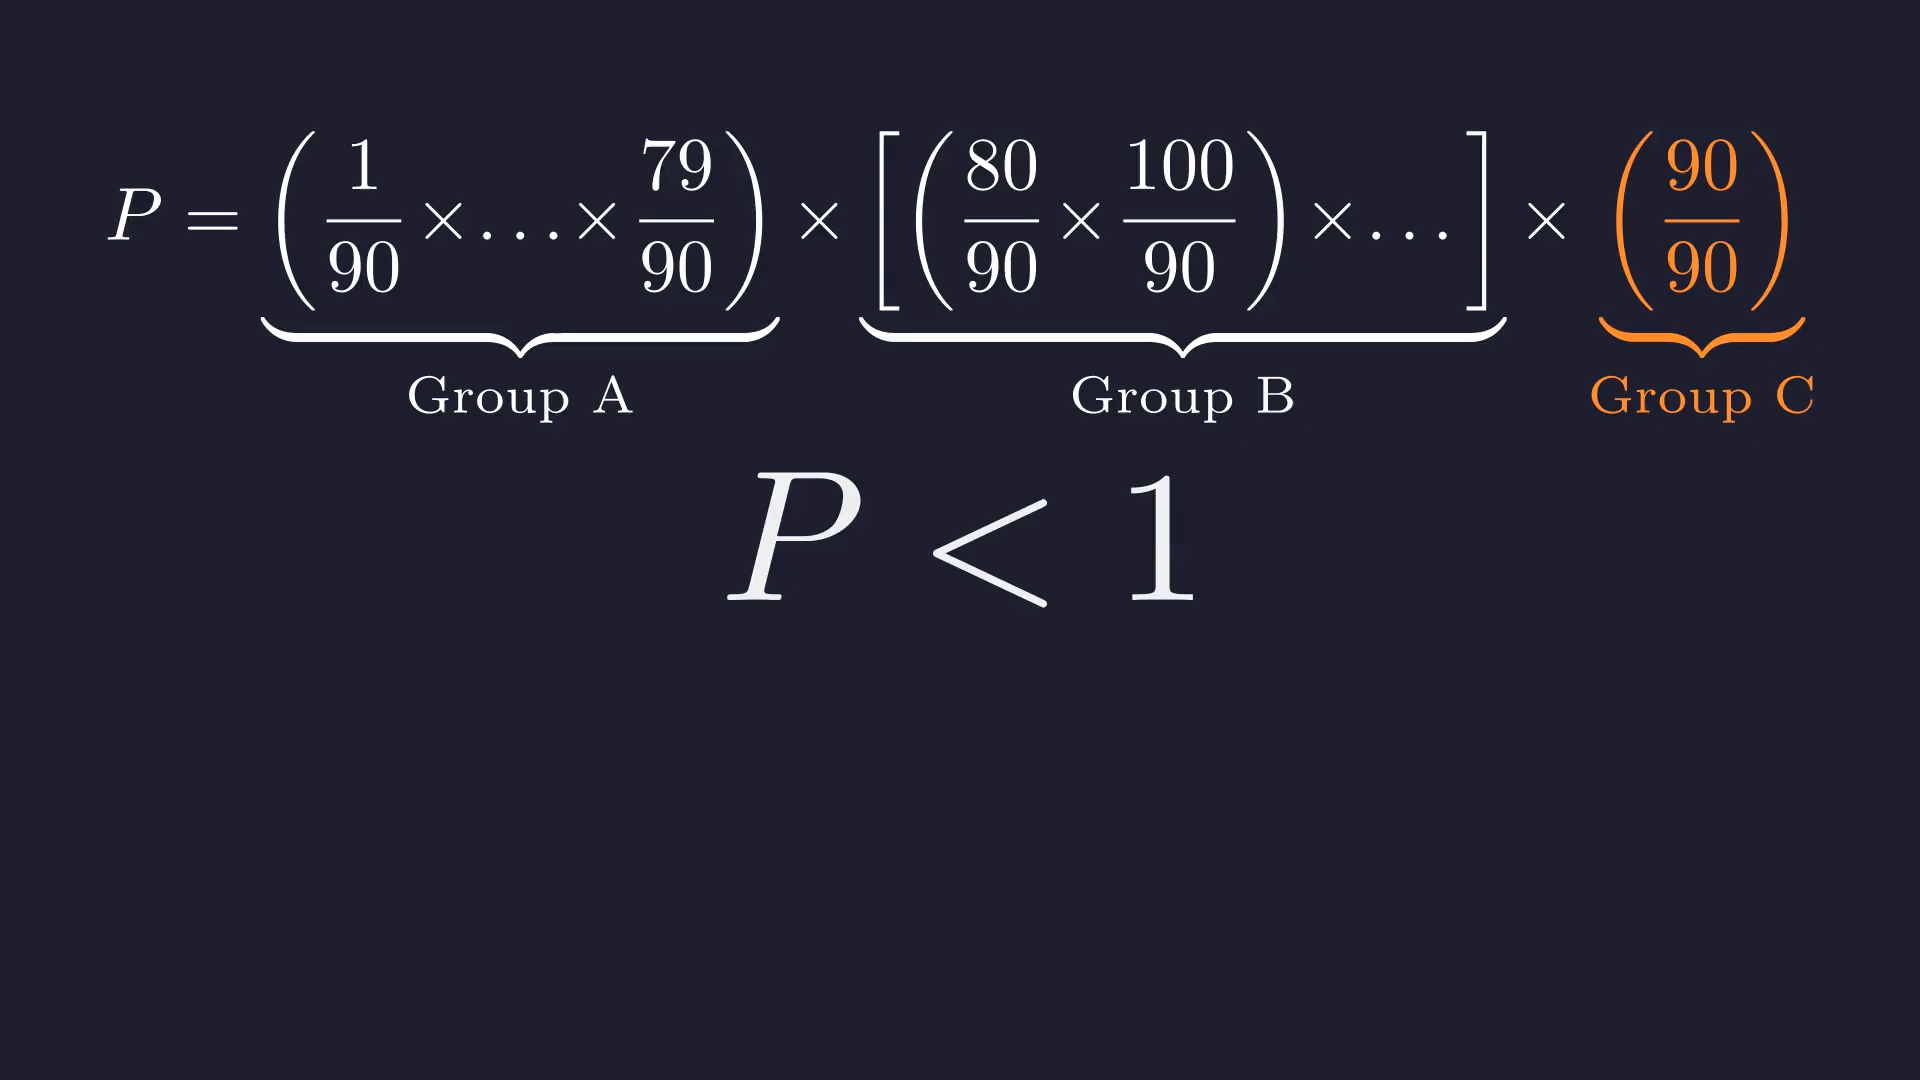 P = (1/90 × ... × 79/90) × [(80/90 × 100/90) × ...] × (90/90)
Group A Group B Group C
P < 1